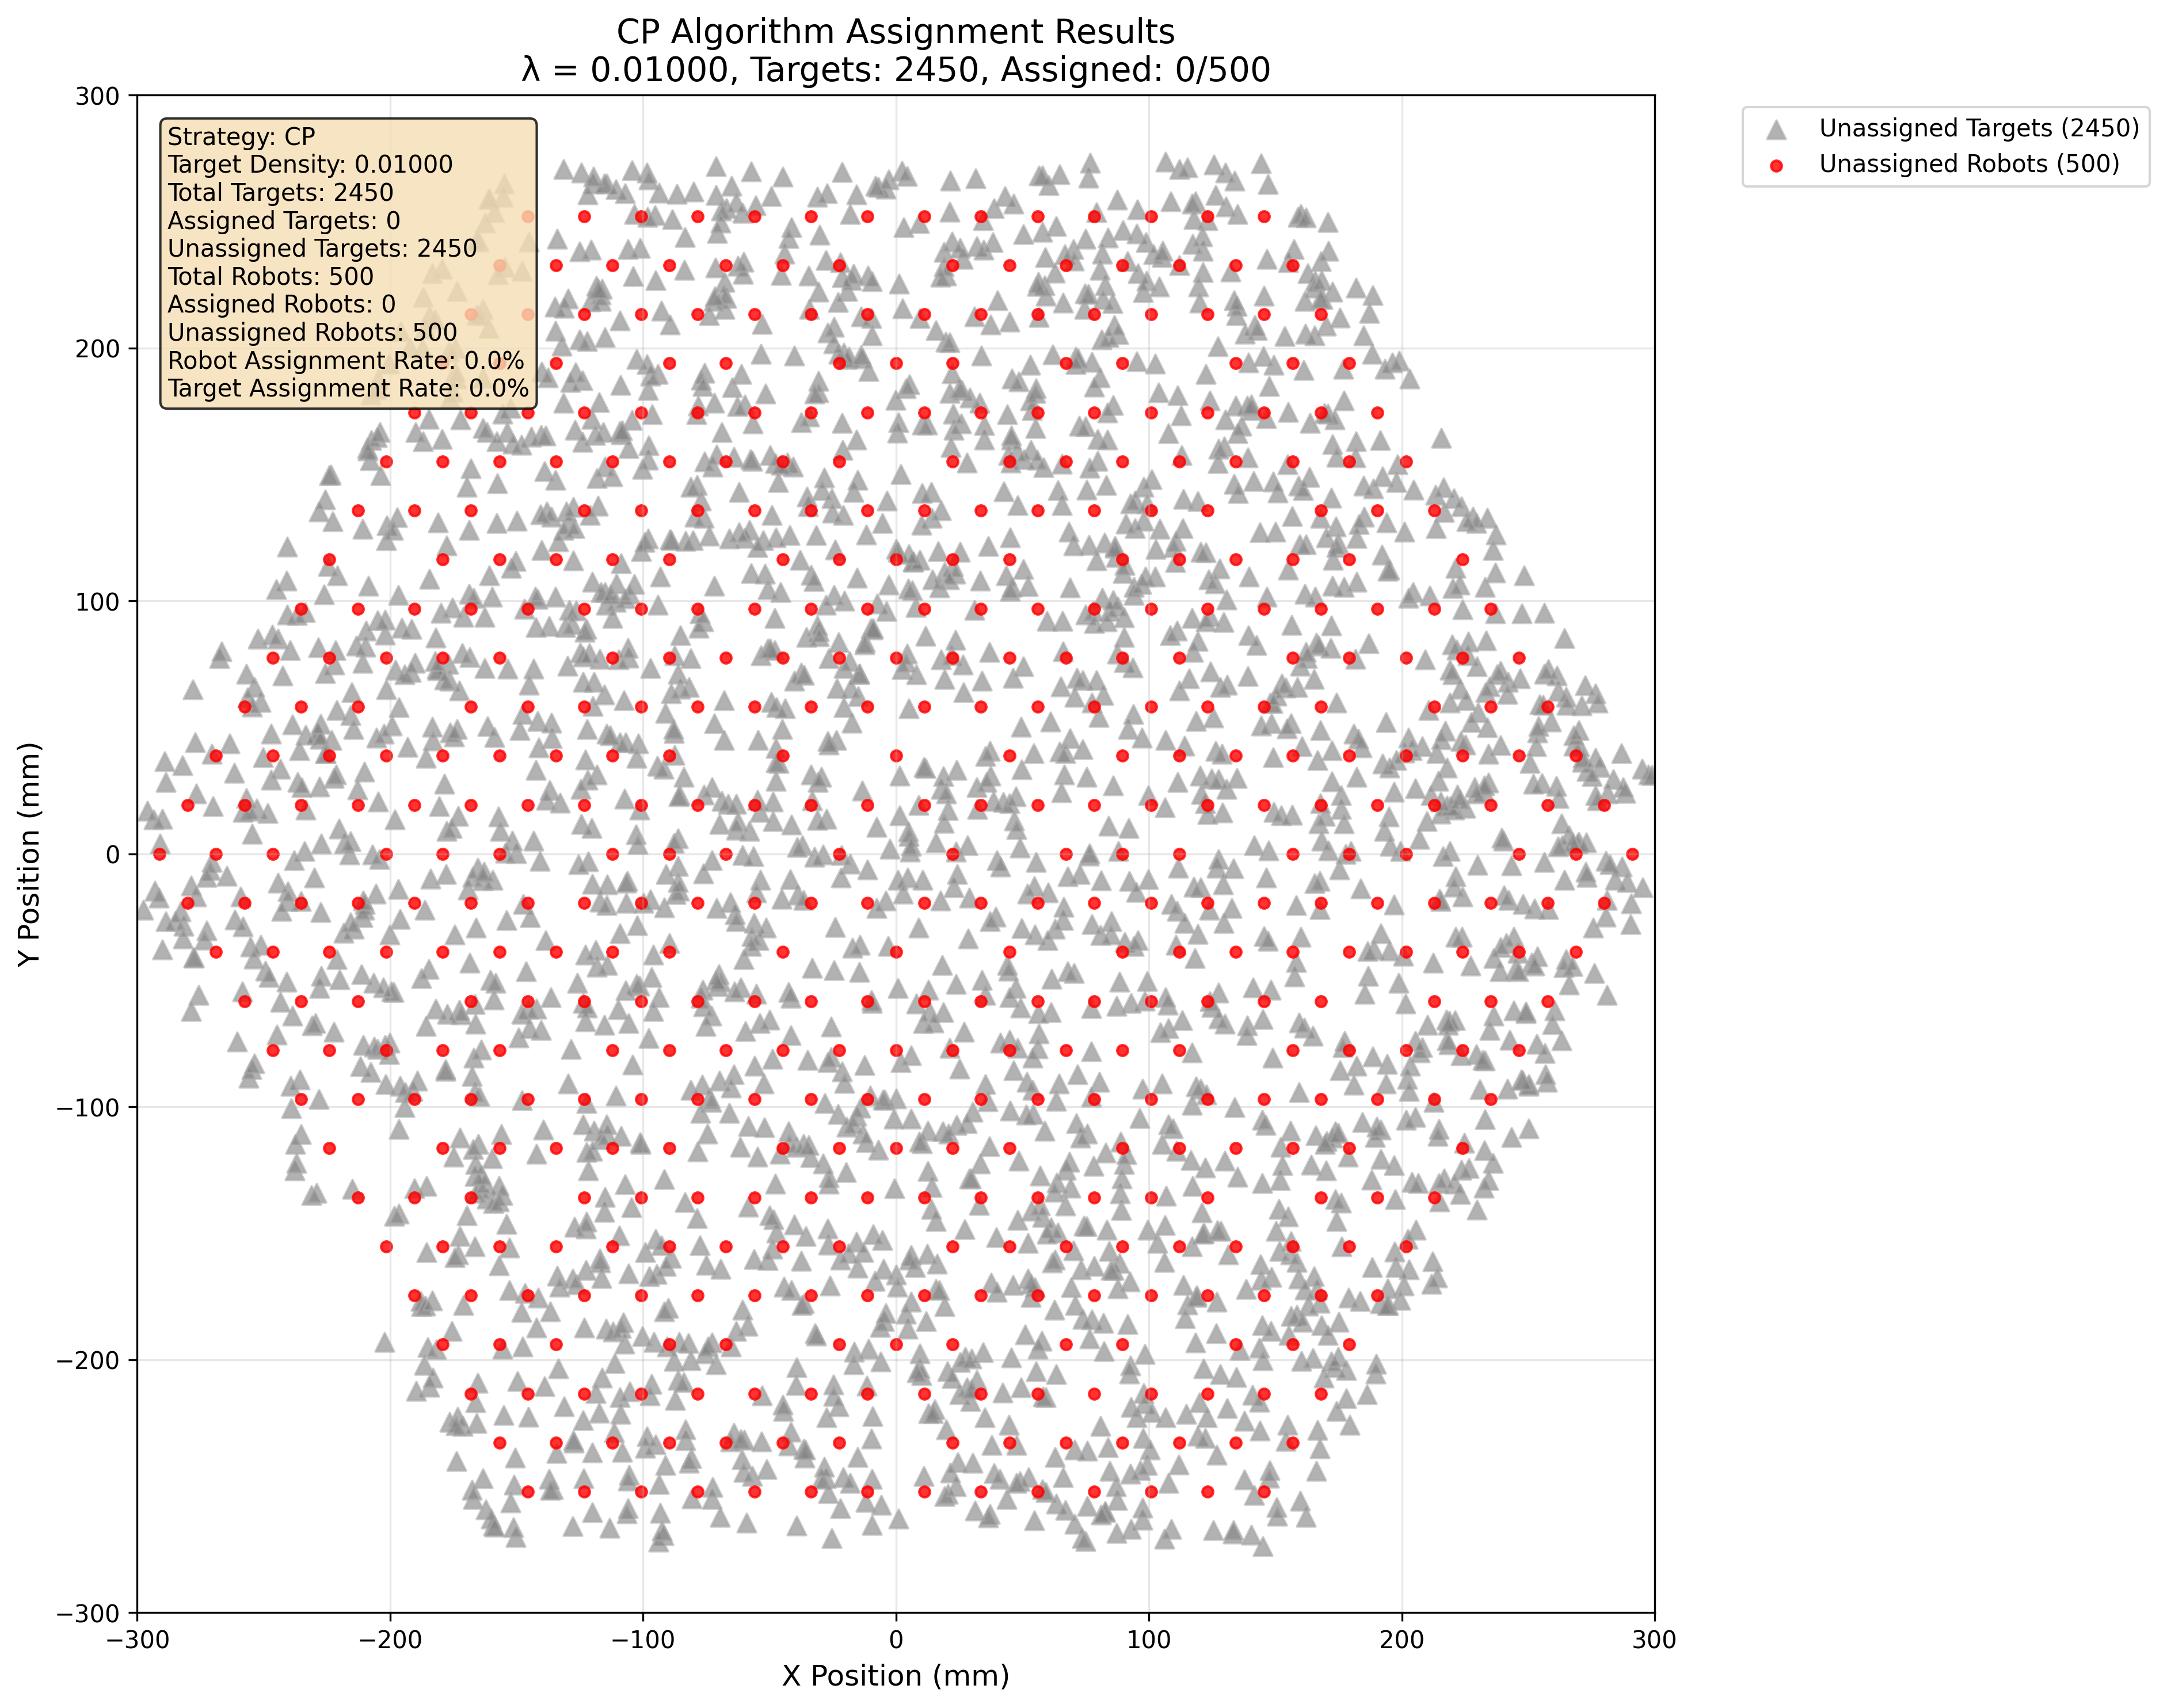 CP Algorithm Assignment Results
λ = 0.01000, Targets: 2450, Assigned: 0/500
Strategy: CP
Target Density: 0.01000
Total Targets: 2450
Assigned Targets: 0
Unassigned Targets: 2450
Total Robots: 500
Assigned Robots: 0
Unassigned Robots: 500
Robot Assignment Rate: 0.0%
Target Assignment Rate: 0.0%
Unassigned Targets (2450)
Unassigned Robots (500)
Y Position (mm)
300
200
100
0
−100
−200
−300
−300
−200
−100
0
100
200
300
X Position (mm)